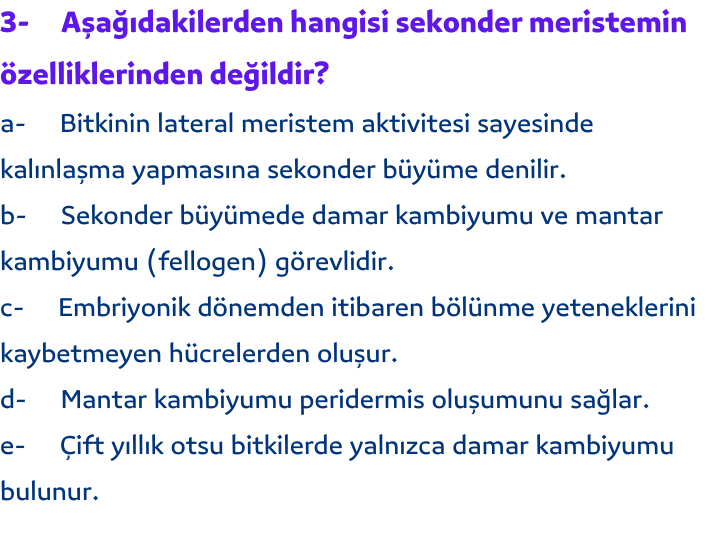 3- Aşağıdakilerden hangisi sekonder meristemin
özelliklerinden değildir?
a- Bitkinin lateral meristem aktivitesi sayesinde
kalınlaşma yapmasına sekonder büyüme denilir.
b- Sekonder büyümede damar kambiyumu ve mantar
kambiyumu (fellogen) görevlidir.
c- Embriyonik dönemden itibaren bölünme yeteneklerini
kaybetmeyen hücrelerden oluşur.
d- Mantar kambiyumu peridermis oluşumunu sağlar.
e- Çift yıllık otsu bitkilerde yalnızca damar kambiyumu
bulunur.